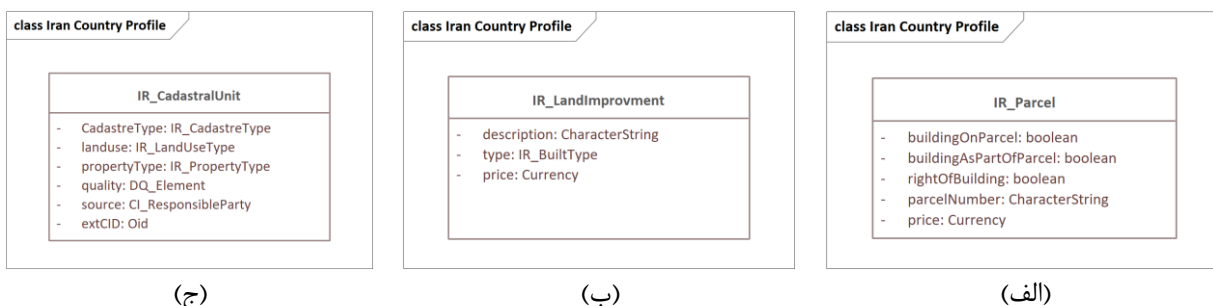 class Iran Country Profile
IR_CadastralUnit
- CadastreType: IR_CadastreType
- landuse: IR_LandUseType
- propertyType: IR_PropertyType
- quality: DQ_Element
- source: CI_ResponsibleParty
- extCID: Oid
(ج)
class Iran Country Profile
IR_LandImprovment
- description: CharacterString
- type: IR_BuiltType
- price: Currency
(ب)
class Iran Country Profile
IR_Parcel
- buildingOnParcel: boolean
- buildingAsPartOfParcel: boolean
- rightOfBuilding: boolean
- parcelNumber: CharacterString
- price: Currency
(الف)